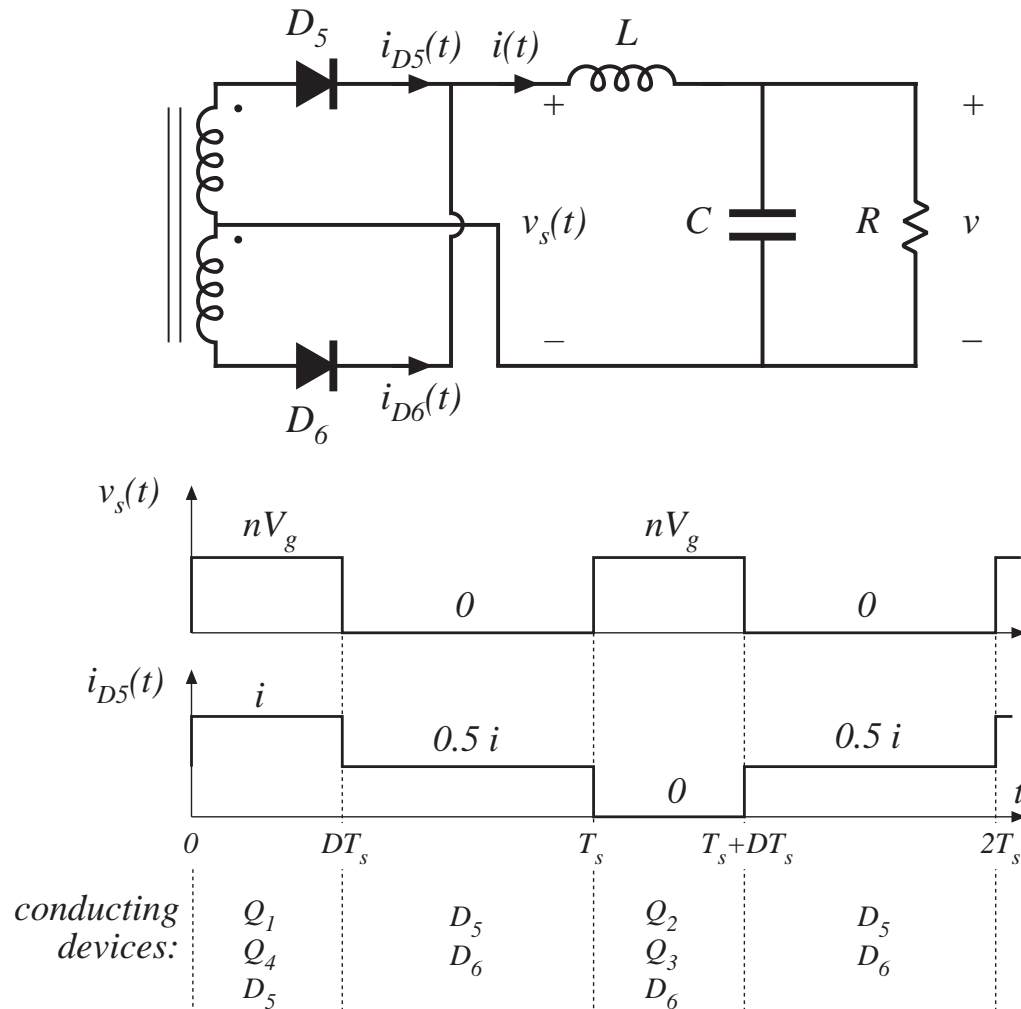 D5
iD5(t)
i(t)
L
+
+
vs(t)
C
R
v
−
−
iD6(t)
D6
vs(t)
nVg
nVg
0
0
iD5(t)
i
0.5 i
0.5 i
0
t
0
DTs
Ts
Ts+DTs
2Ts
conducting
devices:
Q1
D5
Q2
D5
Q4
D6
Q3
D6
D5
D6